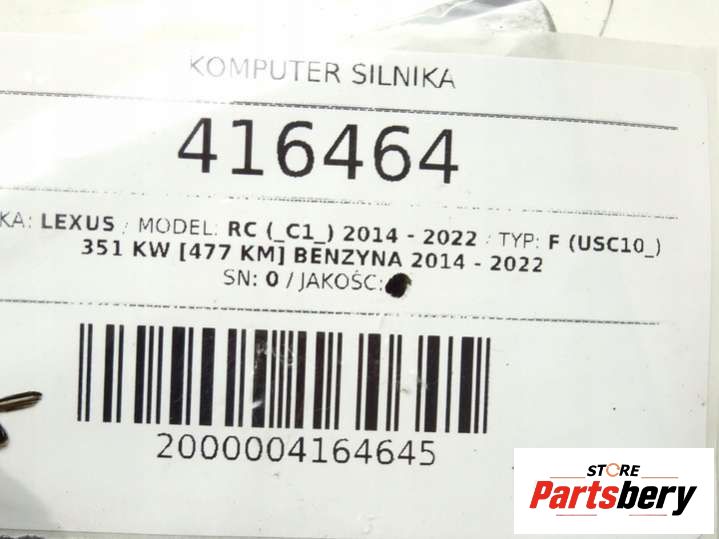 KOMPUTER SILNIKA
416464
KA: LEXUS / MODEL: RC (_C1_) 2014 - 2022 / TYP: F (USC10_)
351 KW [477 KM] BENZYNA 2014 - 2022
SN: 0 / JAKOŚĆ:
2000004164645
STORE
Partsbery